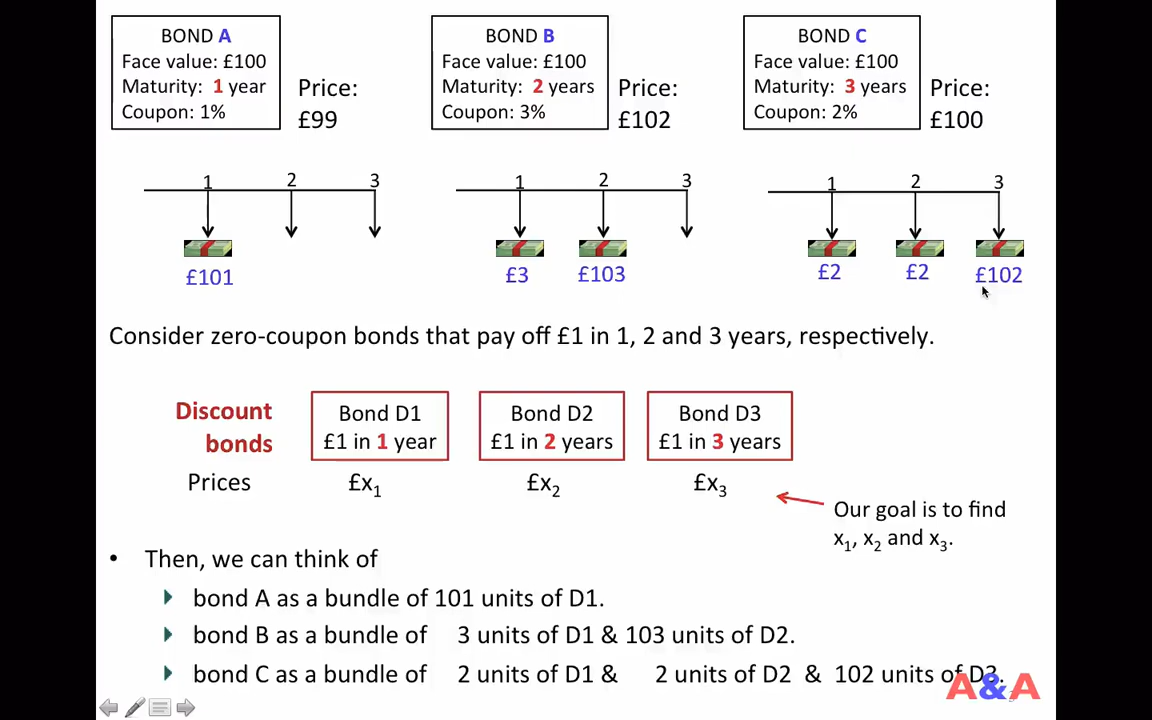 BOND A
Face value: £100
Maturity: 1 year
Coupon: 1%
Price:
£99
BOND B
Face value: £100
Maturity: 2 years
Coupon: 3%
Price:
£102
BOND C
Face value: £100
Maturity: 3 years
Coupon: 2%
Price:
£100
1 2 3
£101
1 2 3
£3 £103
1 2 3
£2 £2 £102
Consider zero-coupon bonds that pay off £1 in 1, 2 and 3 years, respectively.
Discount
bonds
Bond D1
£1 in 1 year
Bond D2
£1 in 2 years
Bond D3
£1 in 3 years
Prices £x₁ £x₂ £x₃
Our goal is to find
x₁, x₂ and x₃.
• Then, we can think of
bond A as a bundle of 101 units of D1.
bond B as a bundle of 3 units of D1 & 103 units of D2.
bond C as a bundle of 2 units of D1 & 2 units of D2 & 102 units of D3.
A&A